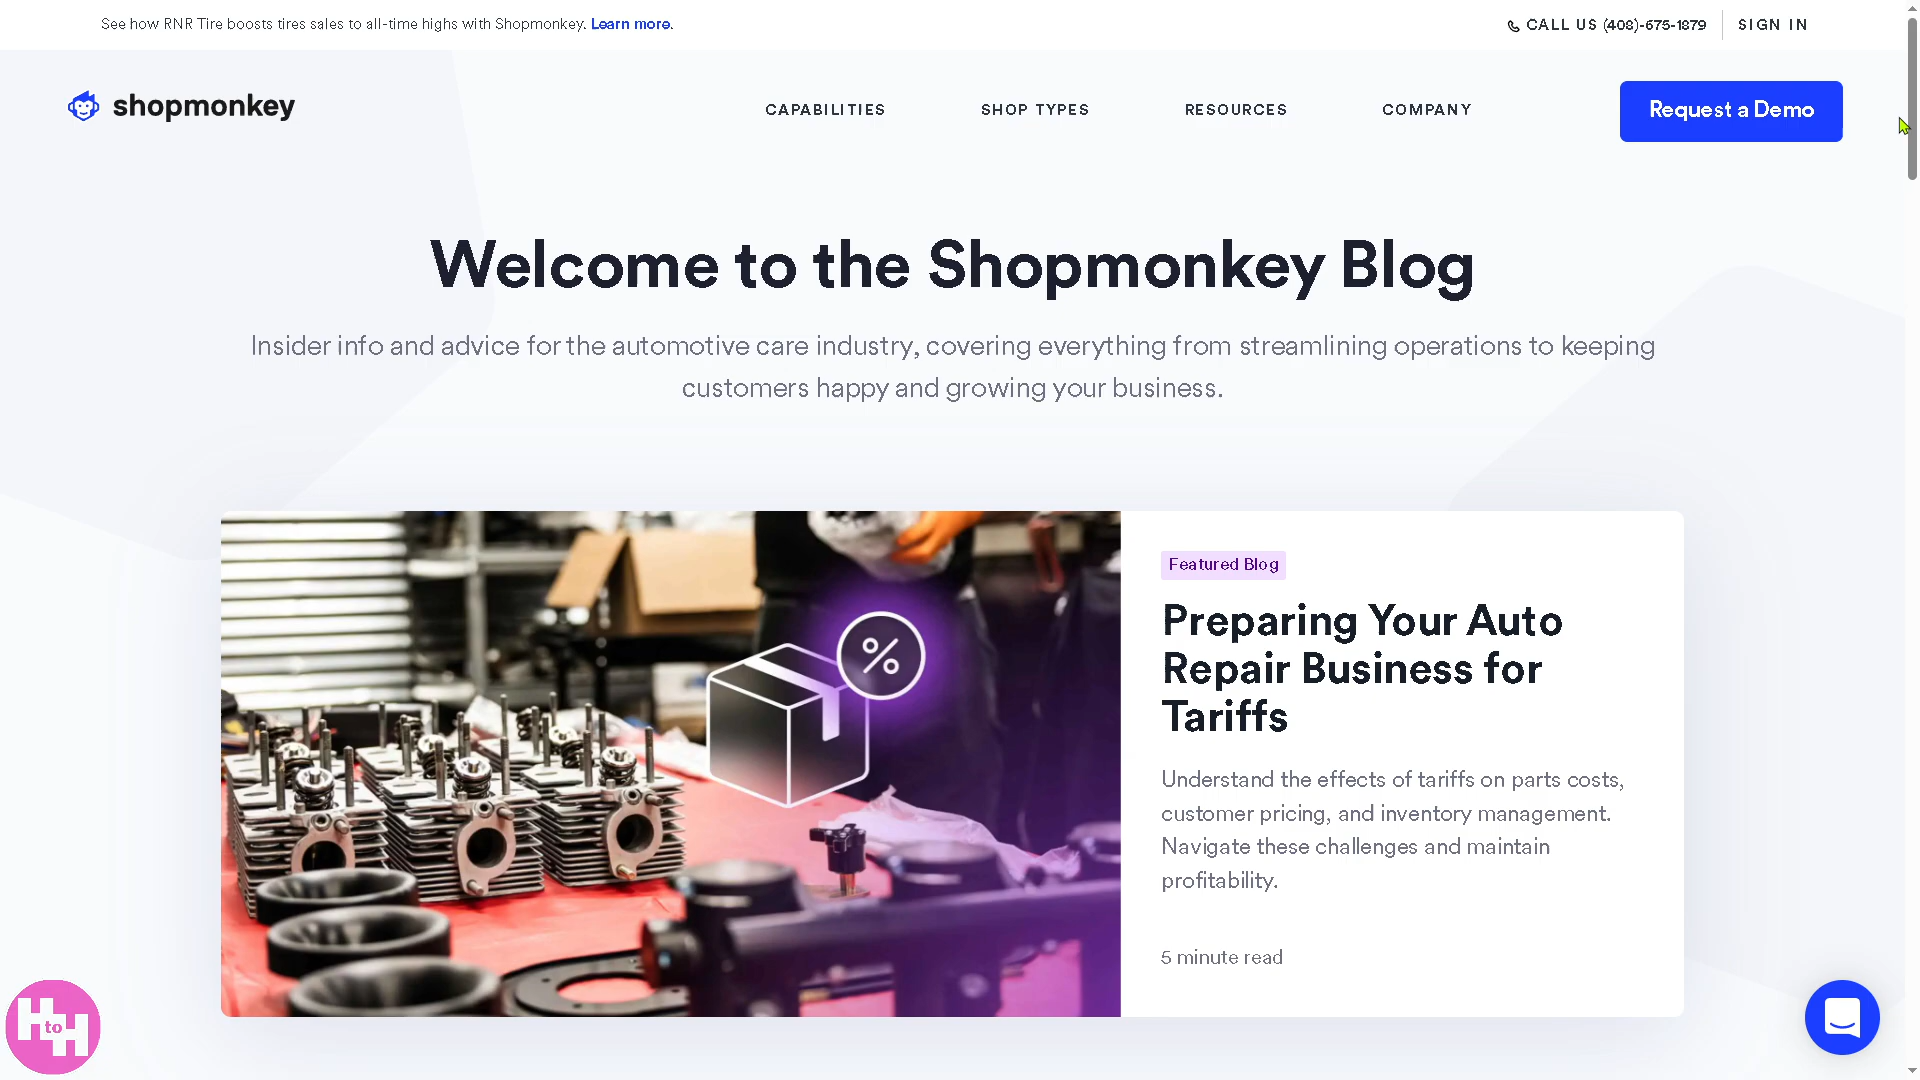 See how RNR Tire boosts tires sales to all-time highs with Shopmonkey. Learn more.
CALL US (408)-675-1879
SIGN IN
shopmonkey
CAPABILITIES
SHOP TYPES
RESOURCES
COMPANY
Request a Demo
Welcome to the Shopmonkey Blog
Insider info and advice for the automotive care industry, covering everything from streamlining operations to keeping
customers happy and growing your business.
%
Featured Blog
Preparing Your Auto
Repair Business for
Tariffs
Understand the effects of tariffs on parts costs,
customer pricing, and inventory management.
Navigate these challenges and maintain
profitability.
5 minute read
H to H